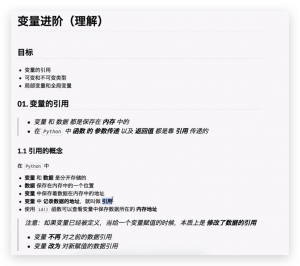 变量进阶（理解）
目标
变量的引用
可变和不可变类型
局部变量和全局变量
01. 变量的引用
变量 和 数据 都是保存在 内存 中的
在 Python 中 函数 的 参数传递 以及 返回值 都是靠 引用 传递的
1.1 引用的概念
在 Python 中
变量 和 数据 是分开存储的
数据 保存在内存中的一个位置
变量 中保存着数据在内存中的地址
变量 中 记录数据的地址，就叫做 引用
使用 id() 函数可以查看变量中保存数据所在的 内存地址
注意：如果变量已经被定义，当给一个变量赋值的时候，本质上是 修改了数据的引用
变量 不再 对之前的数据引用
变量 改为 对新赋值的数据引用